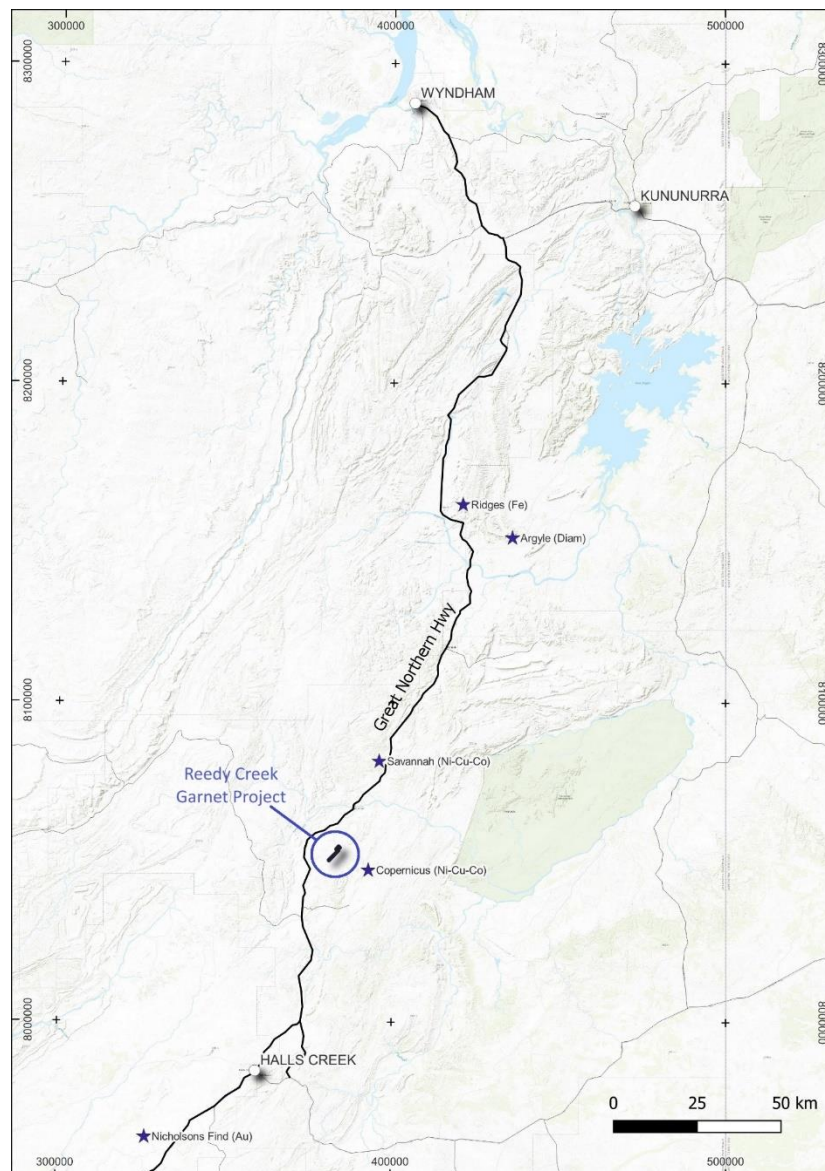 300000
400000
500000
8300000
8300000
WYNDHAM
KUNUNURRA
8200000
8200000
Ridges (Fe)
Argyle (Diam)
Great Northern Hwy
8100000
8100000
Savannah (Ni-Cu-Co)
Reedy Creek
Garnet Project
Copernicus (Ni-Cu-Co)
8000000
8000000
HALLS CREEK
0 25 50 km
Nicholsons Find (Au)
300000
400000
500000